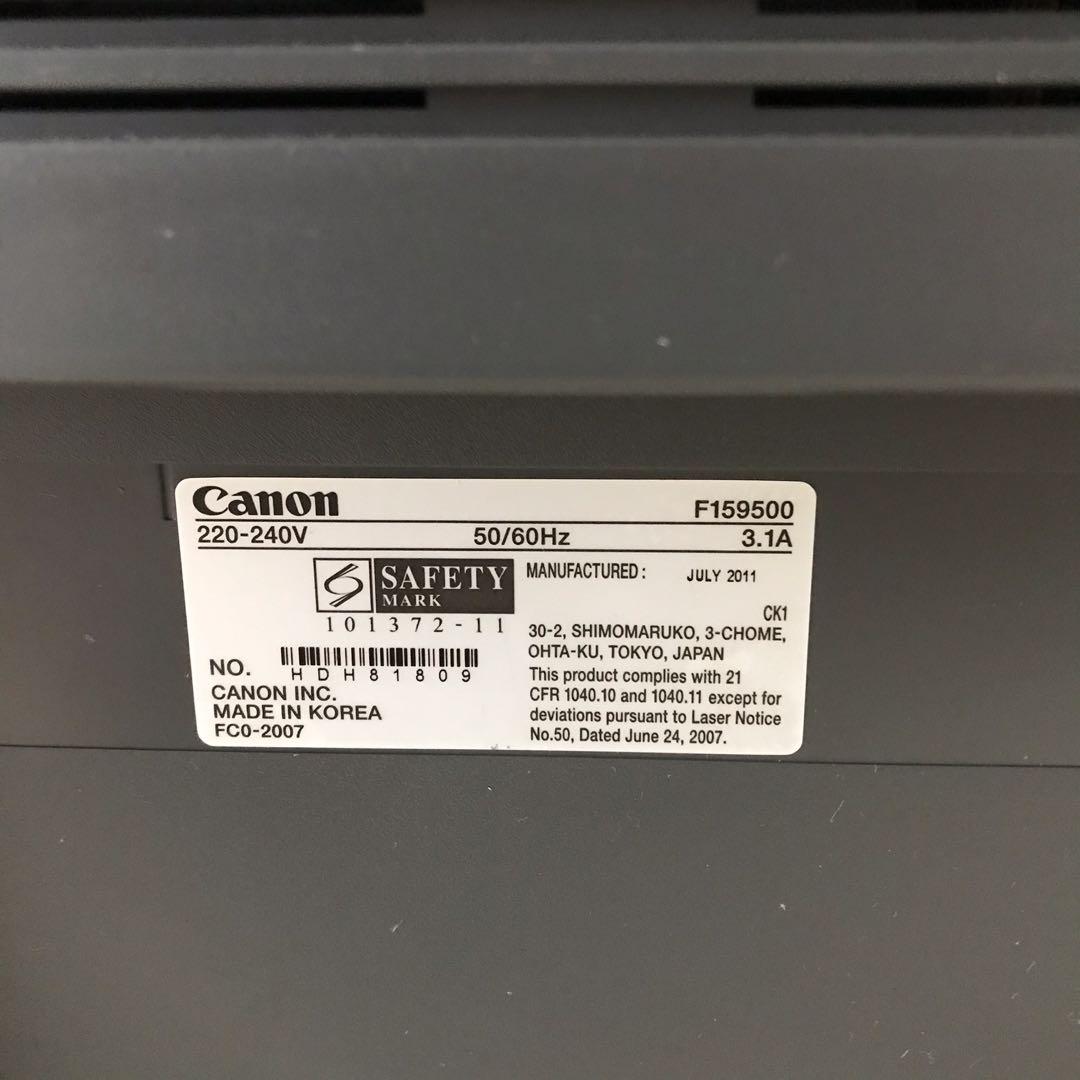 Canon F159500
220-240V 50/60Hz 3.1A
SAFETY
MARK
101372-11
MANUFACTURED: JULY 2011
CK1
30-2, SHIMOMARUKO, 3-CHOME,
OHTA-KU, TOKYO, JAPAN
NO. HDH81809
CANON INC.
MADE IN KOREA
FC0-2007
This product complies with 21
CFR 1040.10 and 1040.11 except for
deviations pursuant to Laser Notice
No.50, Dated June 24, 2007.